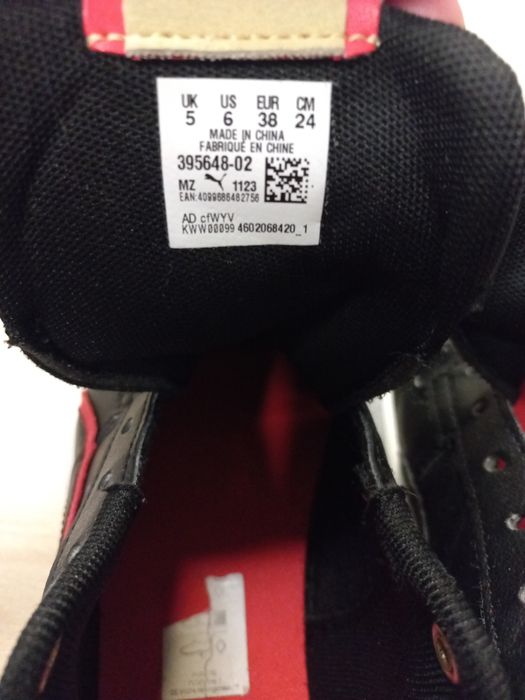 UK US EUR CM
5 6 38 24
MADE IN CHINA
FABRIQUÉ EN CHINE
395648-02
MZ 1123
EAN:4099686482756
AD cfWYV
KWW00099 4602068420_1